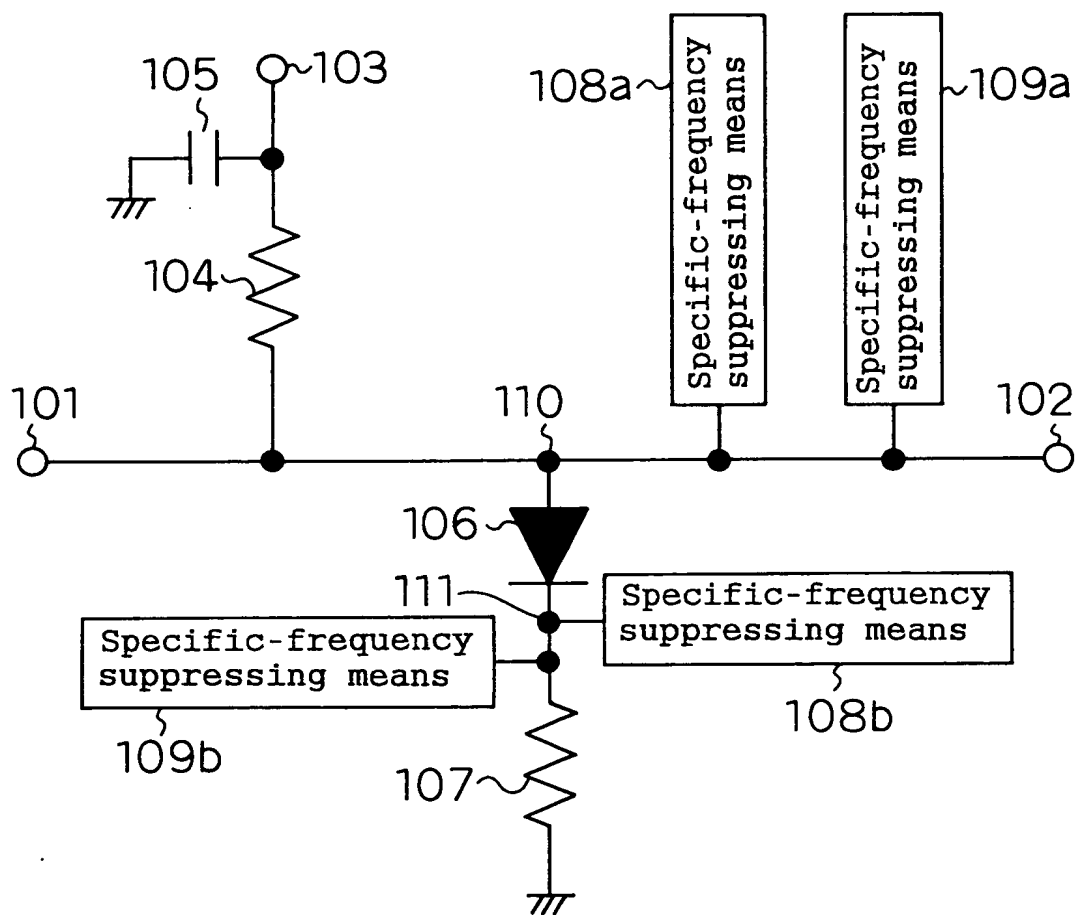 105
103
108a
Specific-frequency
suppressing means
109a
Specific-frequency
suppressing means
104
101
110
102
106
111
Specific-frequency
suppressing means
Specific-frequency
suppressing means
108b
109b
107